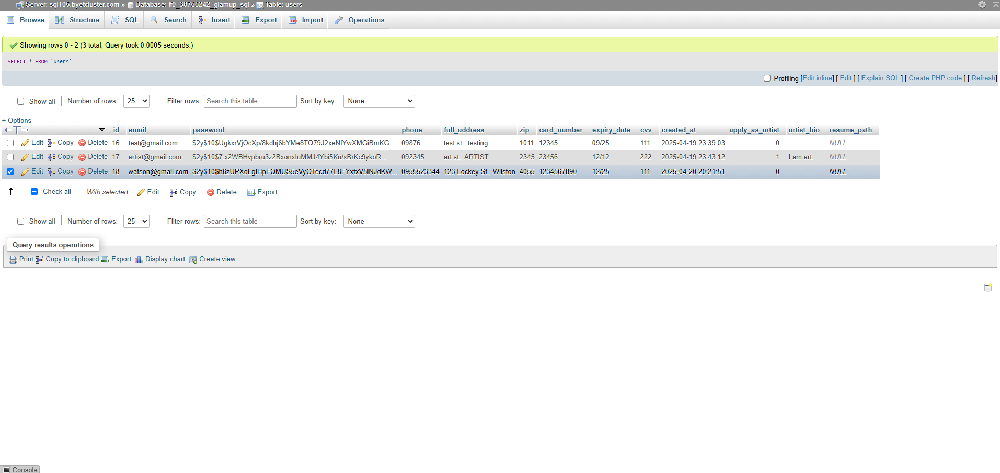 Server: sql105.byetcluster.com » Database: if0_38755242_glamup_sql » Table: users
Browse Structure SQL Search Insert Export Import Operations
Showing rows 0 - 2 (3 total, Query took 0.0005 seconds.)
SELECT * FROM `users`
Profiling [Edit inline] [ Edit ] [ Explain SQL ] [ Create PHP code ] [ Refresh]
Show all Number of rows: 25 Filter rows: Search this table Sort by key: None
+ Options
id email password phone full_address zip card_number expiry_date cvv created_at apply_as_artist artist_bio resume_path
Edit Copy Delete 16 test@gmail.com $2y$10$UgkxrVjOcXp/8kdhj6bYMe8TQ79J2xeNIYwXMGiBmKG... 09876 test st., testing 1011 12345 09/25 111 2025-04-19 23:39:03 0 NULL
Edit Copy Delete 17 artist@gmail.com $2y$10$7.x2WBHvpbru3z2BxonxluMMJ4Ybi5Ku/xBrKc9ykoR... 092345 art st., ARTIST 2345 23456 12/12 222 2025-04-19 23:43:12 1 I am art. NULL
Edit Copy Delete 18 watson@gmail.com $2y$10$h6zUPXoLglHpFQMUS5eVyOTecd77L8FYxfxV5lNJdKW... 0955523344 123 Lockey St., Wilston 4055 1234567890 12/25 111 2025-04-20 20:21:51 0 NULL
Check all With selected: Edit Copy Delete Export
Show all Number of rows: 25 Filter rows: Search this table Sort by key: None
Query results operations
Print Copy to clipboard Export Display chart Create view
Console